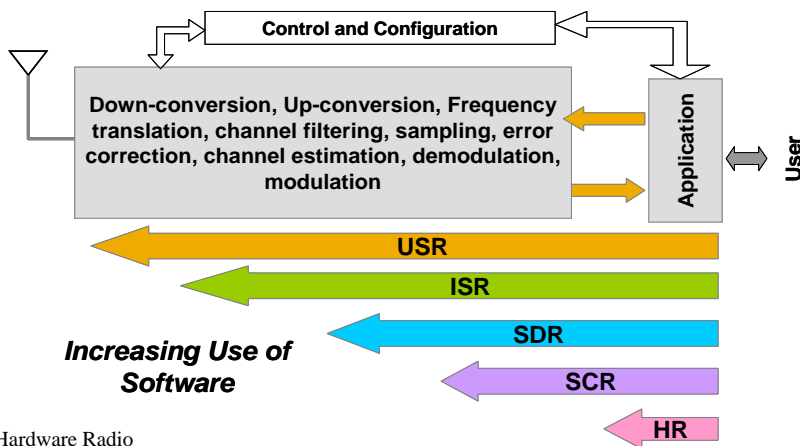 Control and Configuration
Down-conversion, Up-conversion, Frequency
translation, channel filtering, sampling, error
correction, channel estimation, demodulation,
modulation
Application
User
USR
ISR
SDR
Increasing Use of
Software
SCR
HR
Hardware Radio